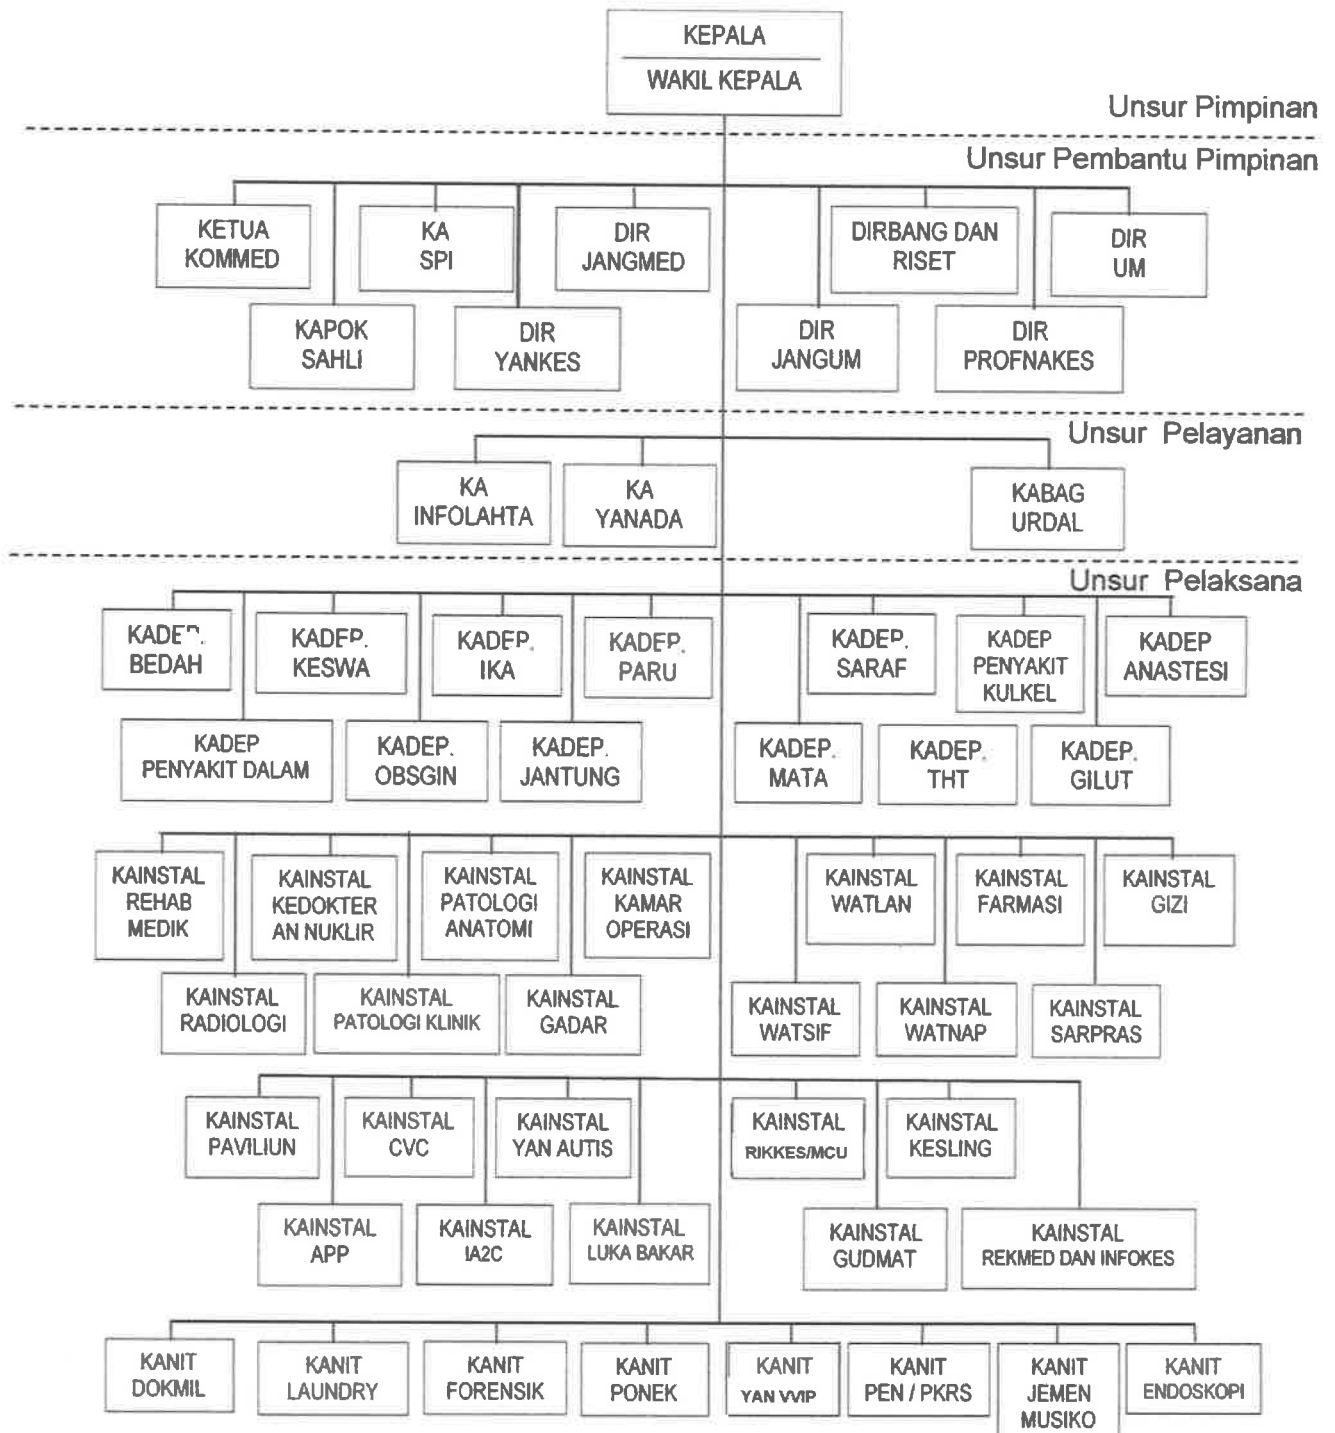 KEPALA
WAKIL KEPALA
Unsur Pimpinan
Unsur Pembantu Pimpinan
KETUA
KOMMED
KA
SPI
DIR
JANGMED
DIRBANG DAN
RISET
DIR
UM
KAPOK
SAHLI
DIR
YANKES
DIR
JANGUM
DIR
PROFNAKES
Unsur Pelayanan
KA
INFOLAHTA
KA
YANADA
KABAG
URDAL
Unsur Pelaksana
KADEP.
BEDAH
KADEP.
KESWA
KADEP.
IKA
KADEP.
PARU
KADEP.
SARAF
KADEP
PENYAKIT
KULKEL
KADEP
ANASTESI
KADEP
PENYAKIT DALAM
KADEP.
OBSGIN
KADEP.
JANTUNG
KADEP.
MATA
KADEP.
THT
KADEP.
GILUT
KAINSTAL
REHAB
MEDIK
KAINSTAL
KEDOKTER
AN NUKLIR
KAINSTAL
PATOLOGI
ANATOMI
KAINSTAL
KAMAR
OPERASI
KAINSTAL
WATLAN
KAINSTAL
FARMASI
KAINSTAL
GIZI
KAINSTAL
RADIOLOGI
KAINSTAL
PATOLOGI KLINIK
KAINSTAL
GADAR
KAINSTAL
WATSIF
KAINSTAL
WATNAP
KAINSTAL
SARPRAS
KAINSTAL
PAVILIUN
KAINSTAL
CVC
KAINSTAL
YAN AUTIS
KAINSTAL
RIKKES/MCU
KAINSTAL
KESLING
KAINSTAL
APP
KAINSTAL
IA2C
KAINSTAL
LUKA BAKAR
KAINSTAL
GUDMAT
KAINSTAL
REKMED DAN INFOKES
KANIT
DOKMIL
KANIT
LAUNDRY
KANIT
FORENSIK
KANIT
PONEK
KANIT
YAN VVIP
KANIT
PEN / PKRS
KANIT
JEMEN
MUSIKO
KANIT
ENDOSKOPI